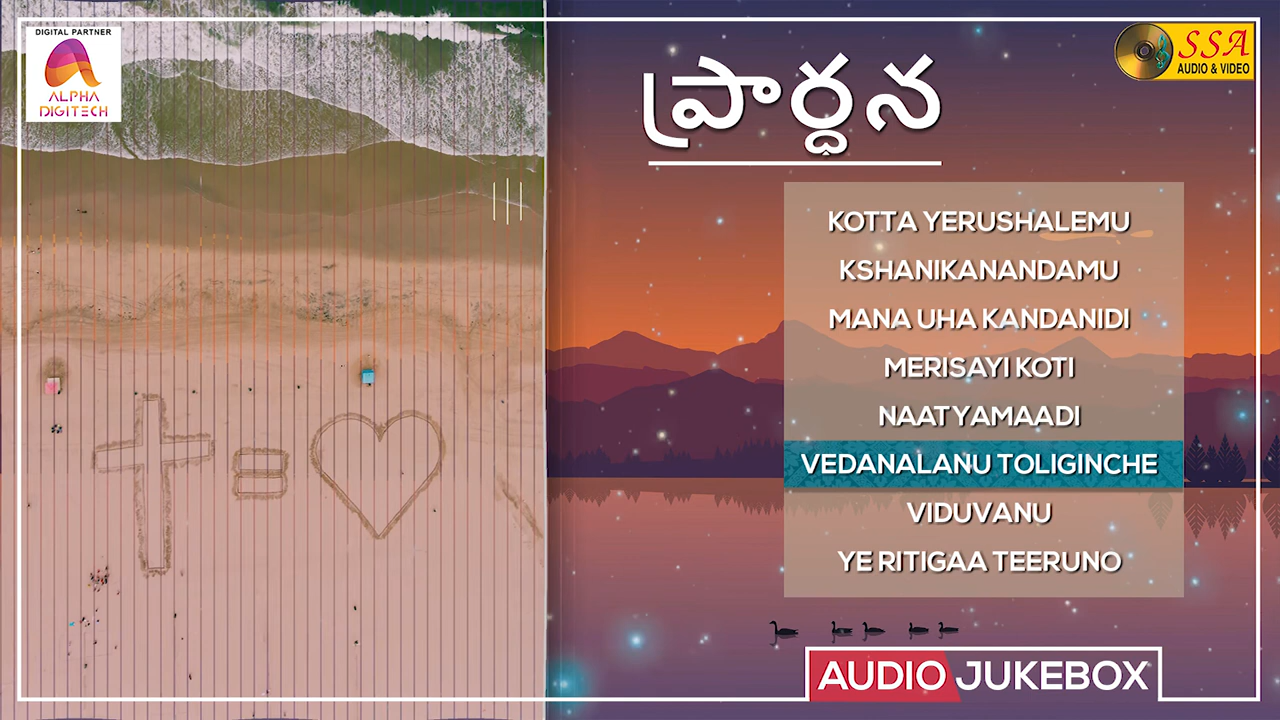 DIGITAL PARTNER
ALPHA
DIGITECH
SSA
AUDIO & VIDEO
ప్రార్ధన
KOTTA YERUSHALEMU
KSHANIKANANDAMU
MANA UHA KANDANIDI
MERISAYI KOTI
NAATYAMAADI
VEDANALANU TOLIGINCHE
VIDUVANU
YE RITIGAA TEERUNO
AUDIO JUKEBOX